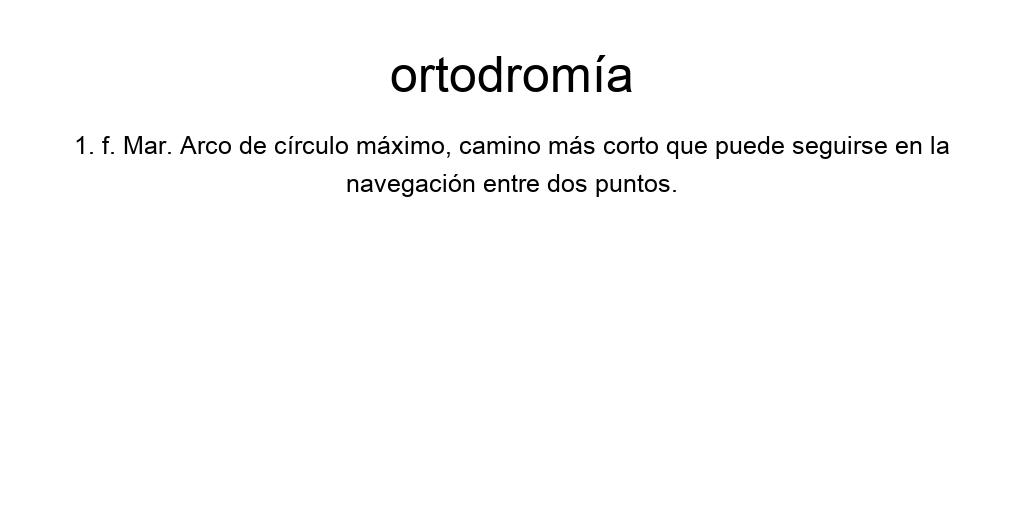 ortodromía
1. f. Mar. Arco de círculo máximo, camino más corto que puede seguirse en la
navegación entre dos puntos.